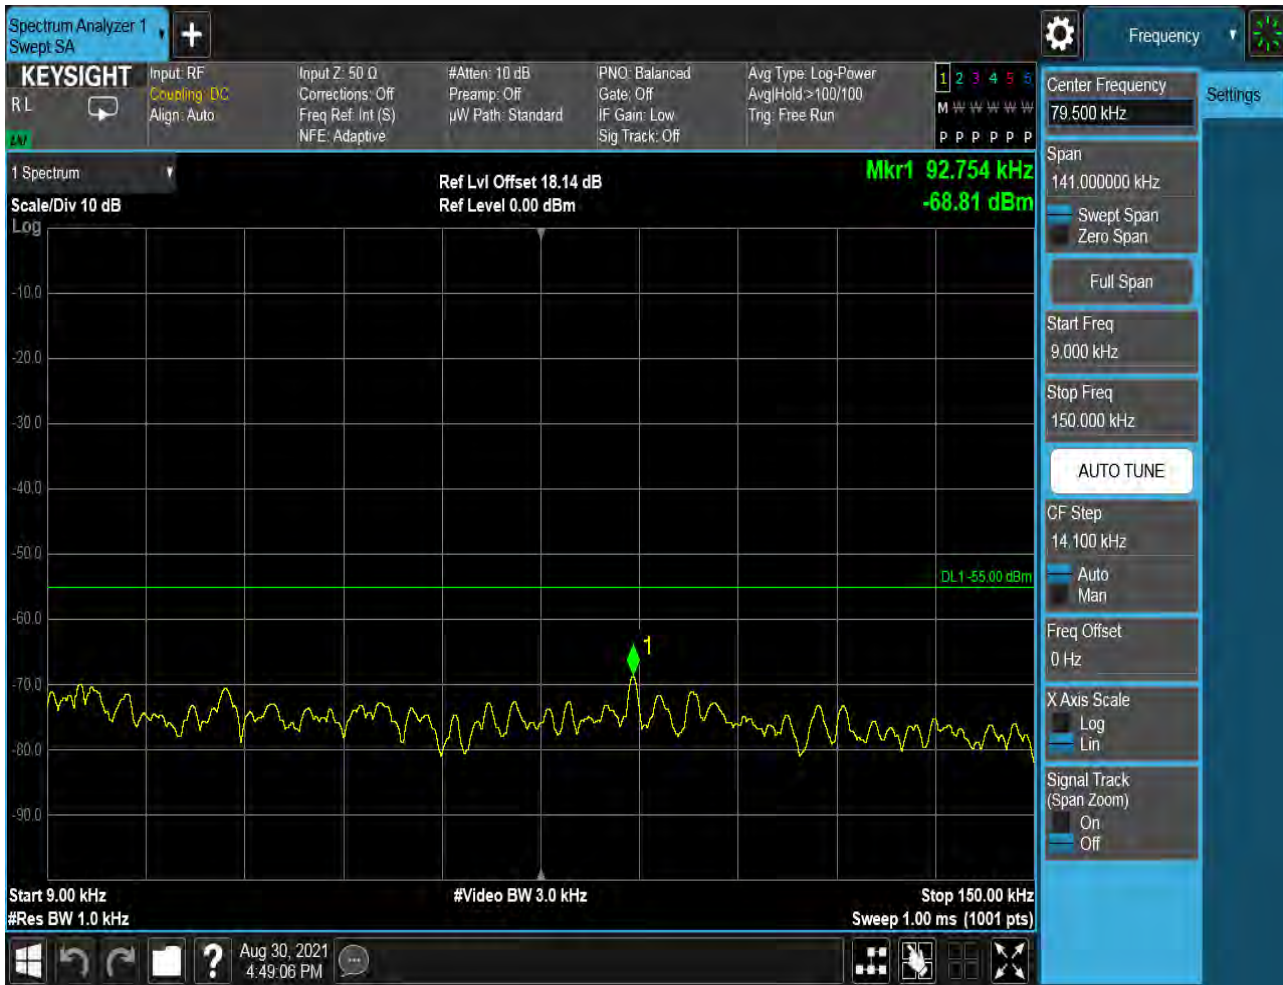 Spectrum Analyzer 1
Swept SA
Frequency
KEYSIGHT
R L
Input: RF
Coupling: DC
Align: Auto
Input Z: 50 Ω
Corrections: Off
Freq Ref: Int (S)
NFE: Adaptive
#Atten: 10 dB
Preamp: Off
µW Path: Standard
PNO: Balanced
Gate: Off
IF Gain: Low
Sig Track: Off
Avg Type: Log-Power
Avg|Hold:>100/100
Trig: Free Run
1 2 3 4 5 6
M W W W W W
P P P P P P
LXI
1 Spectrum
Scale/Div 10 dB
Log
Ref Lvl Offset 18.14 dB
Ref Level 0.00 dBm
Mkr1 92.754 kHz
-68.81 dBm
-10.0
-20.0
-30.0
-40.0
-50.0
DL1 -55.00 dBm
-60.0
1
-70.0
-80.0
-90.0
Start 9.00 kHz
#Res BW 1.0 kHz
#Video BW 3.0 kHz
Stop 150.00 kHz
Sweep 1.00 ms (1001 pts)
?
Aug 30, 2021
4:49:06 PM
Center Frequency
79.500 kHz
Settings
Span
141.000000 kHz
Swept Span
Zero Span
Full Span
Start Freq
9.000 kHz
Stop Freq
150.000 kHz
AUTO TUNE
CF Step
14.100 kHz
Auto
Man
Freq Offset
0 Hz
X Axis Scale
Log
Lin
Signal Track
(Span Zoom)
On
Off